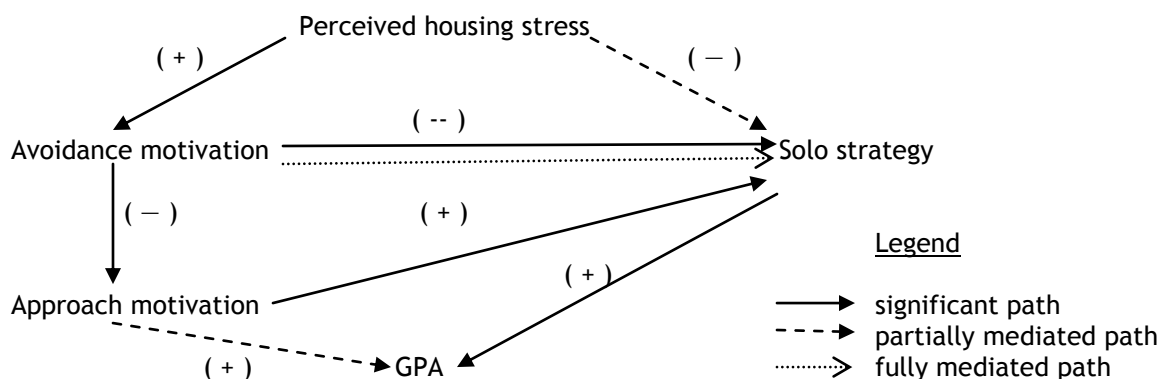 Perceived housing stress
( + )
( — )
( -- )
Avoidance motivation
Solo strategy
( — )
( + )
Legend
( + )
Approach motivation
significant path
partially mediated path
( + )
GPA
fully mediated path